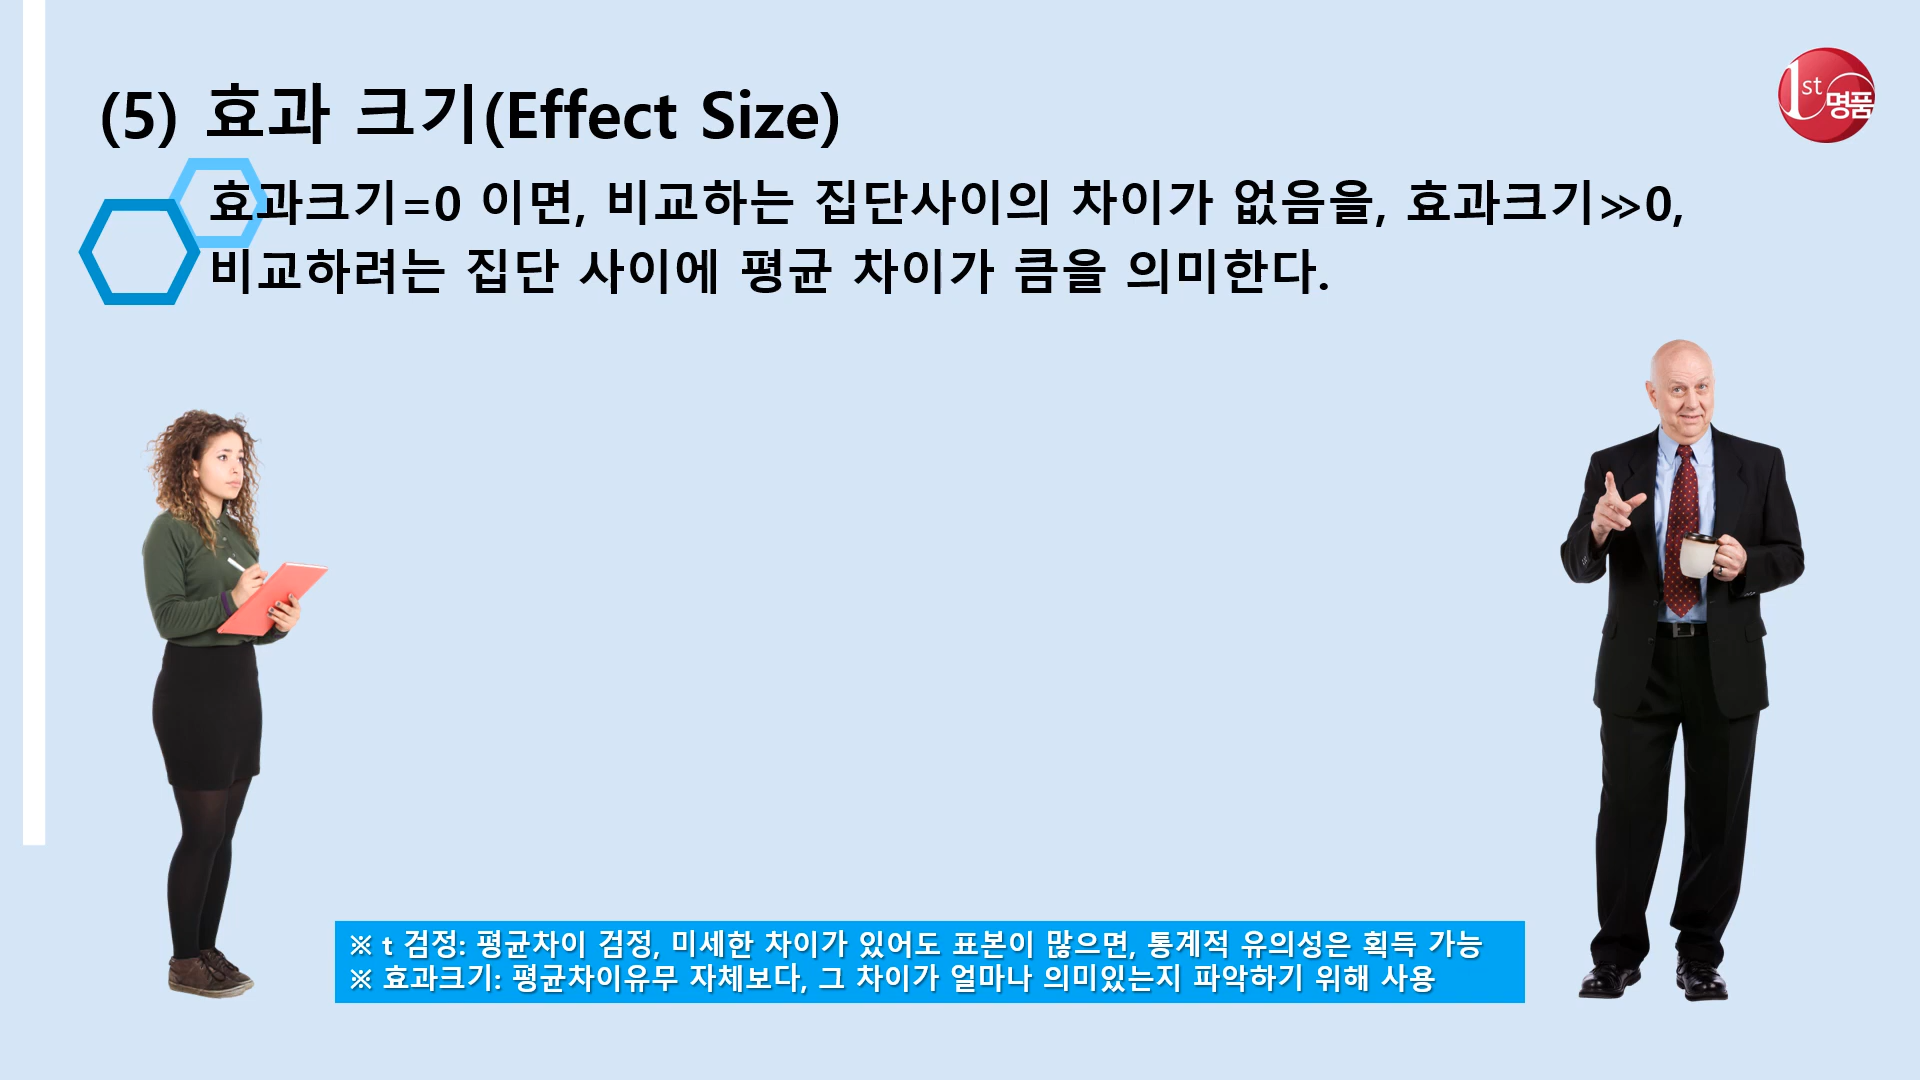 1st 명품
(5) 효과 크기(Effect Size)
효과크기=0 이면, 비교하는 집단사이의 차이가 없음을, 효과크기≫0,
비교하려는 집단 사이에 평균 차이가 큼을 의미한다.
※ t 검정: 평균차이 검정, 미세한 차이가 있어도 표본이 많으면, 통계적 유의성은 획득 가능
※ 효과크기: 평균차이유무 자체보다, 그 차이가 얼마나 의미있는지 파악하기 위해 사용